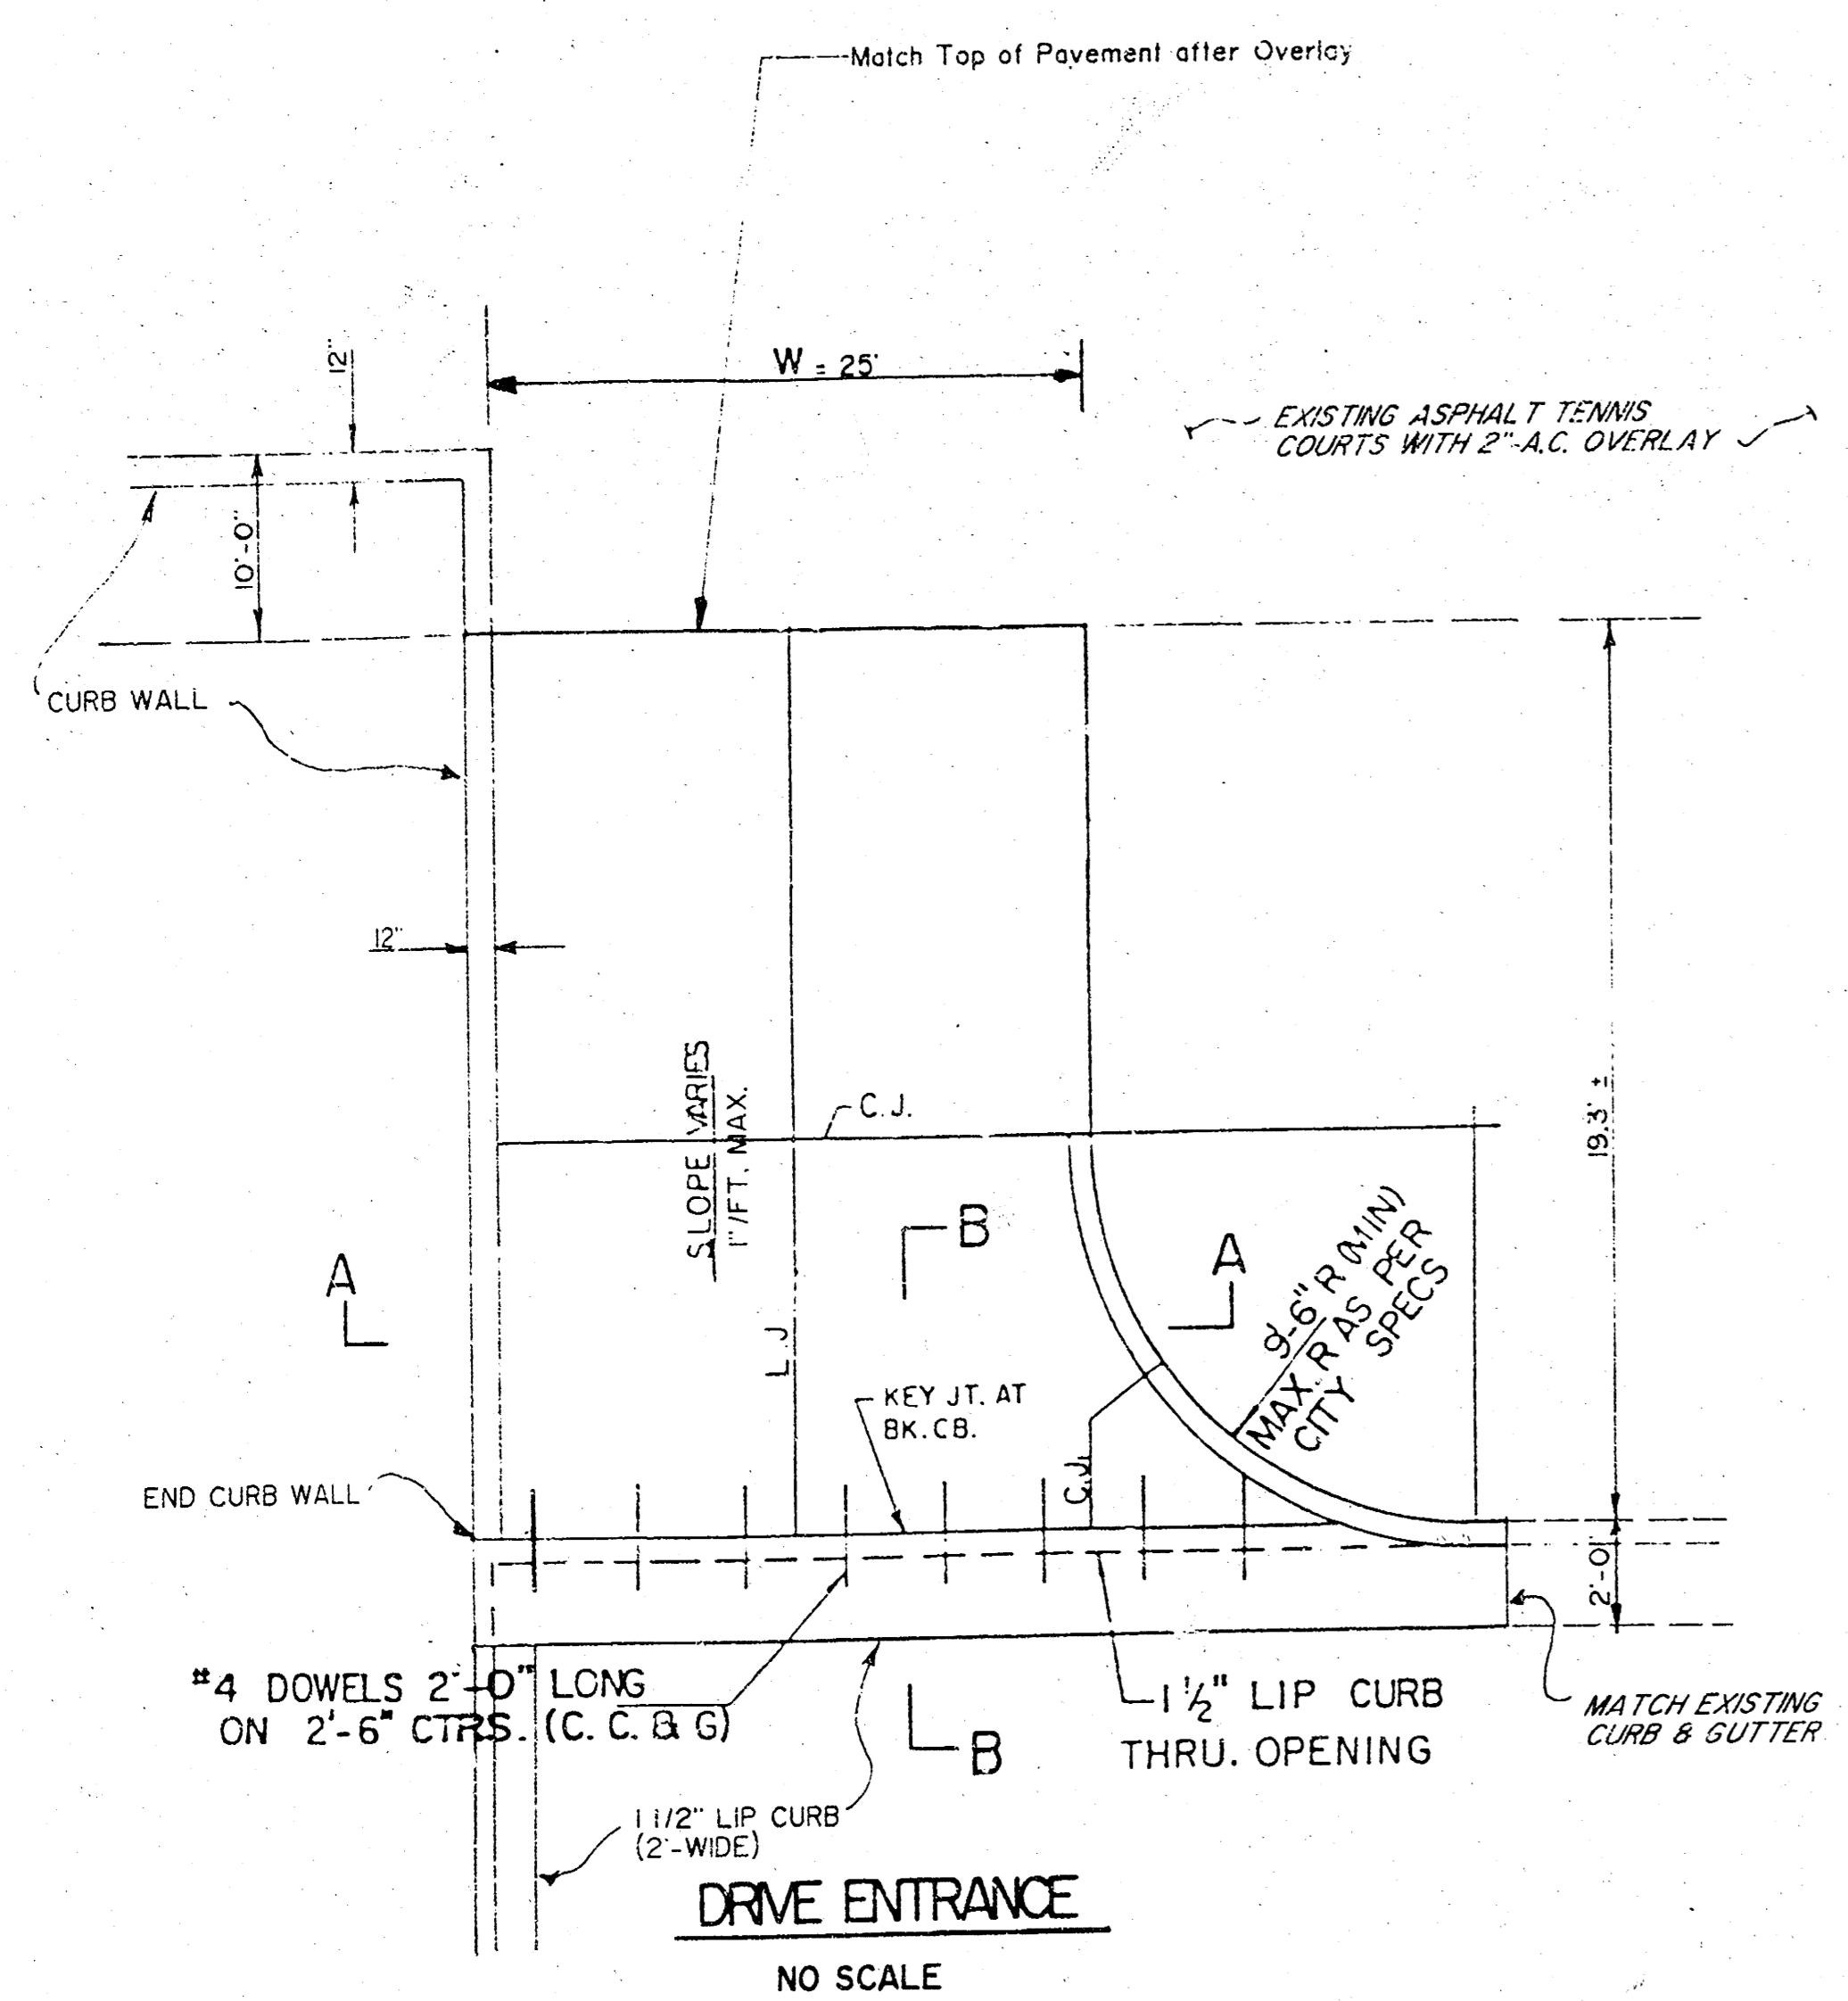 Match Top of Pavement after Overlay
12"
W = 25'
EXISTING ASPHALT TENNIS
COURTS WITH 2"-A.C. OVERLAY
10'-0"
CURB WALL
12"
SLOPE VARIES
1"/FT. MAX.
C.J.
19.3' ±
B
A
A
9'-6" R (MIN)
MAX. R AS PER
CITY SPECS
L.J
KEY JT. AT
BK. CB.
C.J.
END CURB WALL
2'-0"
#4 DOWELS 2'-0" LONG
ON 2'-6" CTRS. (C. C. & G)
B
1 1/2" LIP CURB
THRU. OPENING
MATCH EXISTING
CURB & GUTTER
1 1/2" LIP CURB
(2'-WIDE)
DRIVE ENTRANCE
NO SCALE